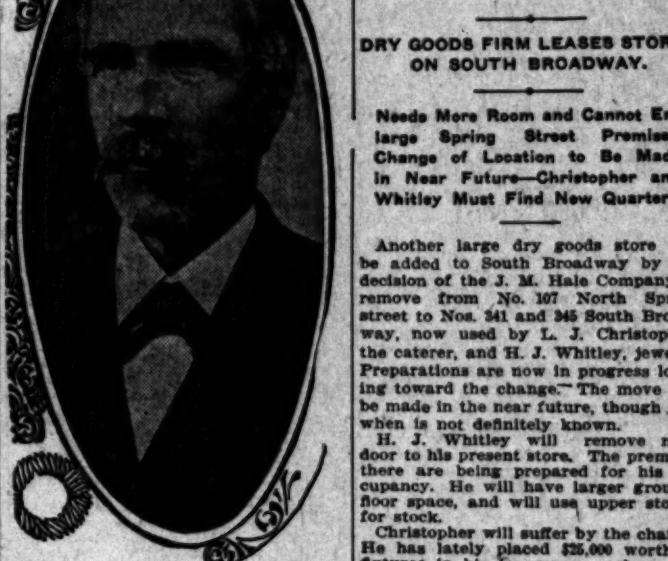 DRY GOODS FIRM LEASES STOR
ON SOUTH BROADWAY.
Needs More Room and Cannot En
large Spring Street Premise
Change of Location to Be Mad
in Near Future—Christopher an
Whitley Must Find New Quarter
Another large dry goods store
be added to South Broadway by
decision of the J. M. Hale Company
remove from No. 107 North Spr
street to Nos. 341 and 345 South Bro
way, now used by L. J. Christop
the caterer, and H. J. Whitley, jewe
Preparations are now in progress lo
ing toward the change. The move
be made in the near future, though
when is not definitely known.
H. J. Whitley will remove n
door to his present store. The prem
there are being prepared for his
cupancy. He will have larger grou
floor space, and will use upper sto
for stock.
Christopher will suffer by the cha
He has lately placed $25,000 worth